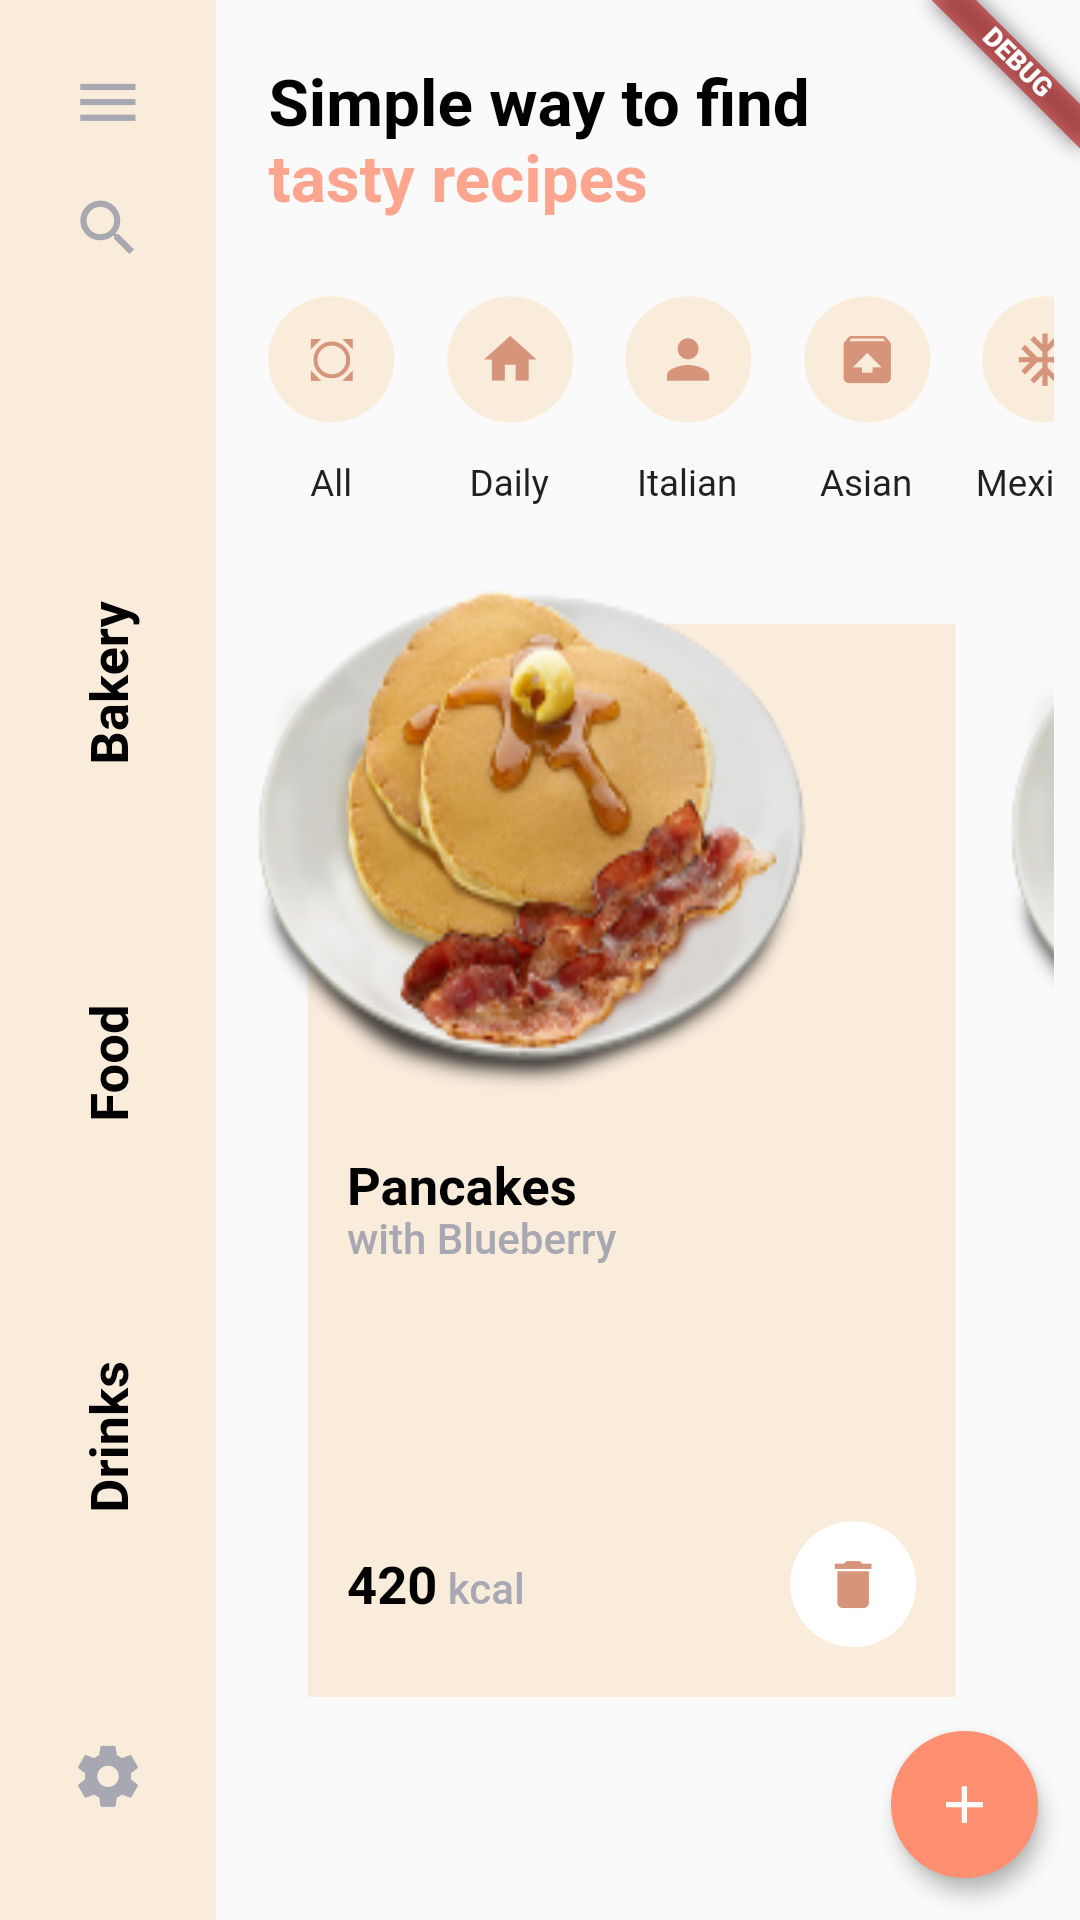 DEBUG
Simple way to find
tasty recipes
All
Daily
Italian
Asian
Mexi
Bakery
Food
Drinks
Pancakes
with Blueberry
420 kcal